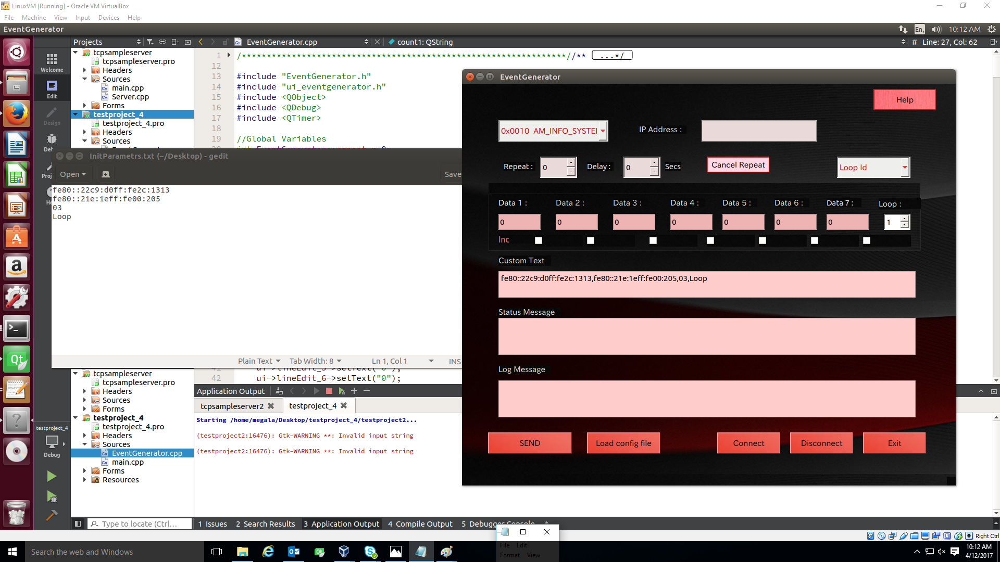 LinuxVM [Running] - Oracle VM VirtualBox
File Machine View Input Devices Help
EventGenerator
En1
10:12 AM
Projects
EventGenerator.cpp
count1: QString
# Line: 27, Col: 62
Welcome
Edit
Design
tcpsampleserver
tcpsampleserver.pro
Headers
Sources
main.cpp
Server.cpp
Forms
testproject_4
testproject_4.pro
Headers
Sources
1 /*****************************************************************//** ...*/
12
13 #include "EventGenerator.h"
14 #include "ui_eventgenerator.h"
15 #include <QObject>
16 #include <QDebug>
17 #include <QTimer>
18
19 //Global Variables
InitParametrs.txt (~/Desktop) - gedit
Open
Save
fe80::22c9:d0ff:fe2c:1313
fe80::21e:1eff:fe00:205
03
Loop
Plain Text Tab Width: 8 Ln 1, Col 1 INS
41 ui->lineEdit_5->setText("0");
42 ui->lineEdit_6->setText("0");
tcpsampleserver
tcpsampleserver.pro
Headers
Sources
Forms
testproject_4
testproject_4.pro
Headers
Sources
EventGenerator.cpp
main.cpp
Forms
Resources
testproject_4
Debug
Application Output
tcpsampleserver2 testproject_4
Starting /home/megala/Desktop/testproject_4/testproject2...
(testproject2:16476): Gtk-WARNING **: Invalid input string
(testproject2:16476): Gtk-WARNING **: Invalid input string
EventGenerator
Help
0x0010 AM_INFO_SYSTEM
IP Address :
Repeat : 0 Delay : 0 Secs Cancel Repeat Loop Id
Data 1 : Data 2 : Data 3 : Data 4 : Data 5 : Data 6 : Data 7 : Loop :
0 0 0 0 0 0 0 1
Inc
Custom Text
fe80::22c9:d0ff:fe2c:1313,fe80::21e:1eff:fe00:205,03,Loop
Status Message
Log Message
SEND Load config file Connect Disconnect Exit
Type to locate (Ctrl...
1 Issues 2 Search Results 3 Application Output 4 Compile Output 5 Debugger Console
File Edit
Format View
Right Ctrl
Search the web and Windows
10:12 AM
4/12/2017